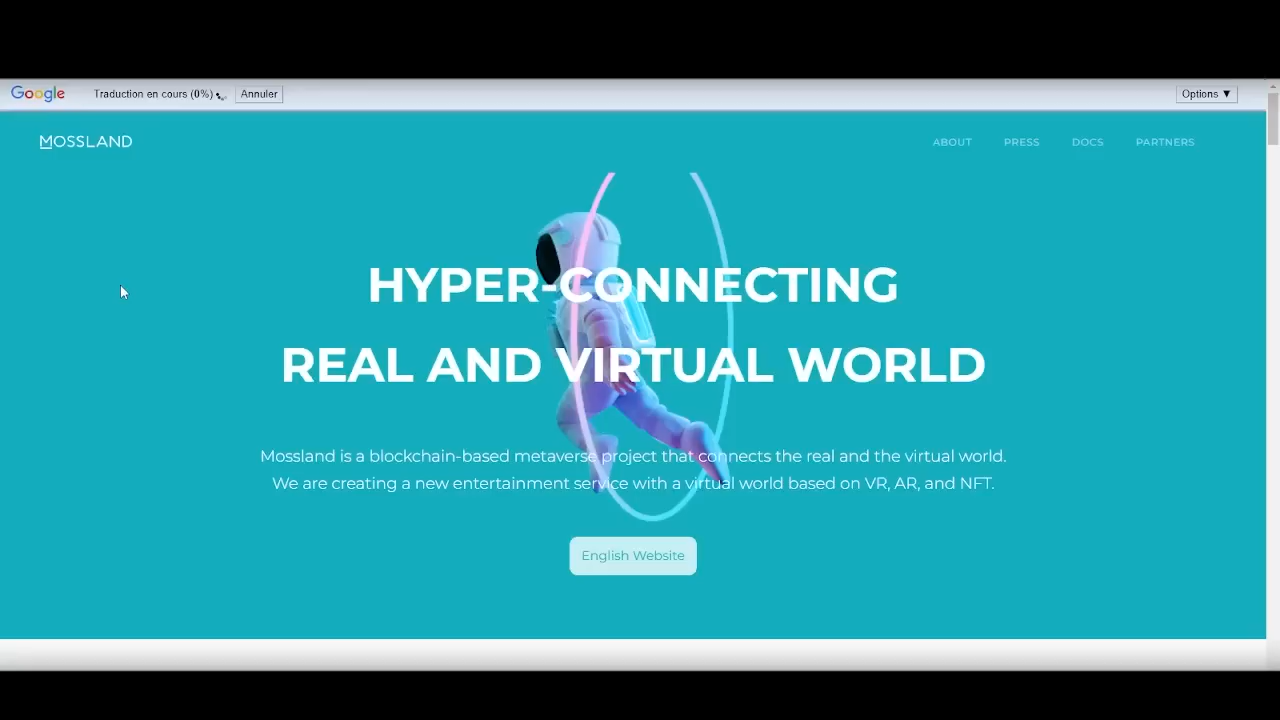 Google Traduction en cours (0%) Annuler Options ▼
MOSSLAND ABOUT PRESS DOCS PARTNERS
HYPER-CONNECTING
REAL AND VIRTUAL WORLD
Mossland is a blockchain-based metaverse project that connects the real and the virtual world.
We are creating a new entertainment service with a virtual world based on VR, AR, and NFT.
English Website